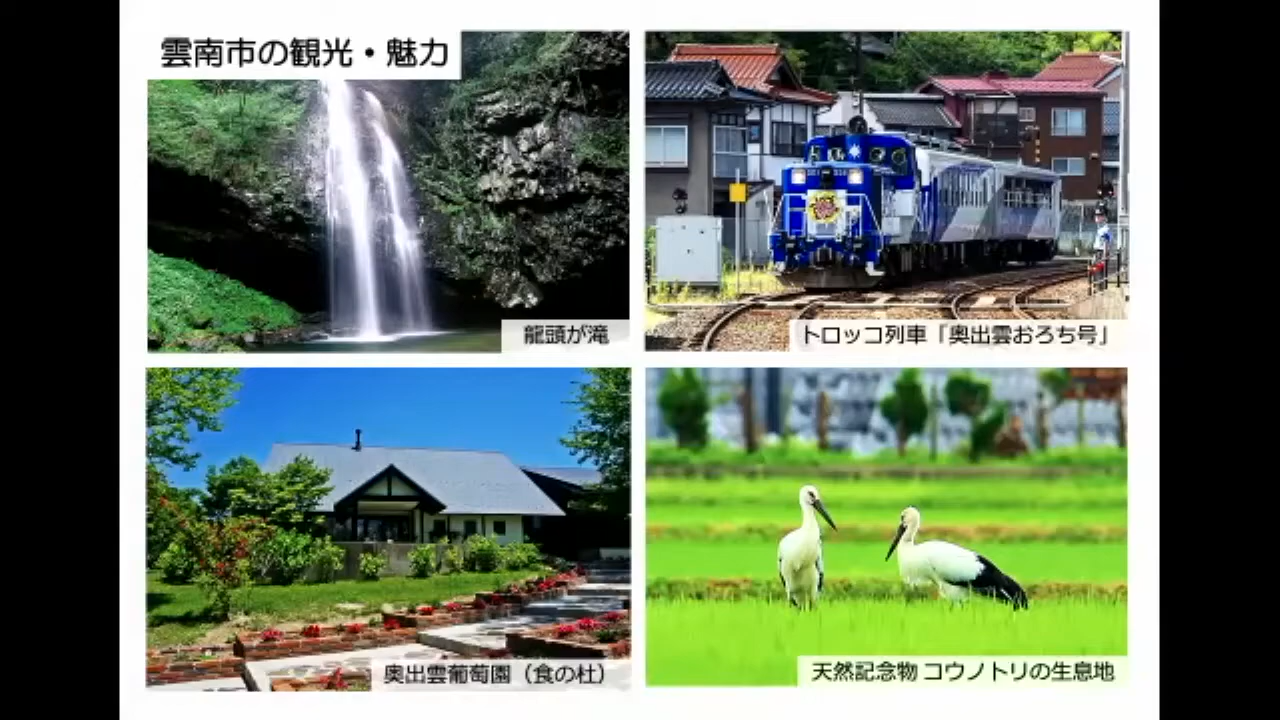 雲南市の観光・魅力
龍頭が滝
トロッコ列車「奥出雲おろち号」
奥出雲葡萄園（食の杜）
天然記念物 コウノトリの生息地